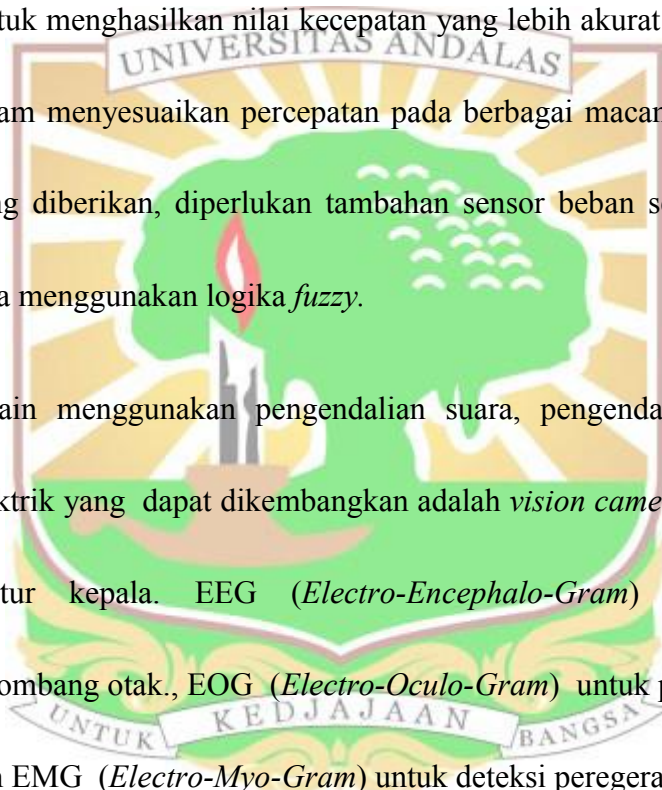 tuk menghasilkan nilai kecepatan yang lebih akurat
UNIVERSITAS ANDALAS
am menyesuaikan percepatan pada berbagai macam
ng diberikan, diperlukan tambahan sensor beban se
a menggunakan logika fuzzy.
ain menggunakan pengendalian suara, pengenda
ktrik yang dapat dikembangkan adalah vision came
tur kepala. EEG (Electro-Encephalo-Gram)
ombang otak., EOG (Electro-Oculo-Gram) untuk p
UNTUK KEDJAJAAN BANGSA
n EMG (Electro-Myo-Gram) untuk deteksi peregera